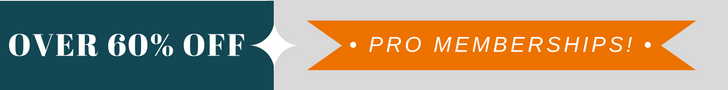 OVER 60% OFF
• PRO MEMBERSHIPS! •